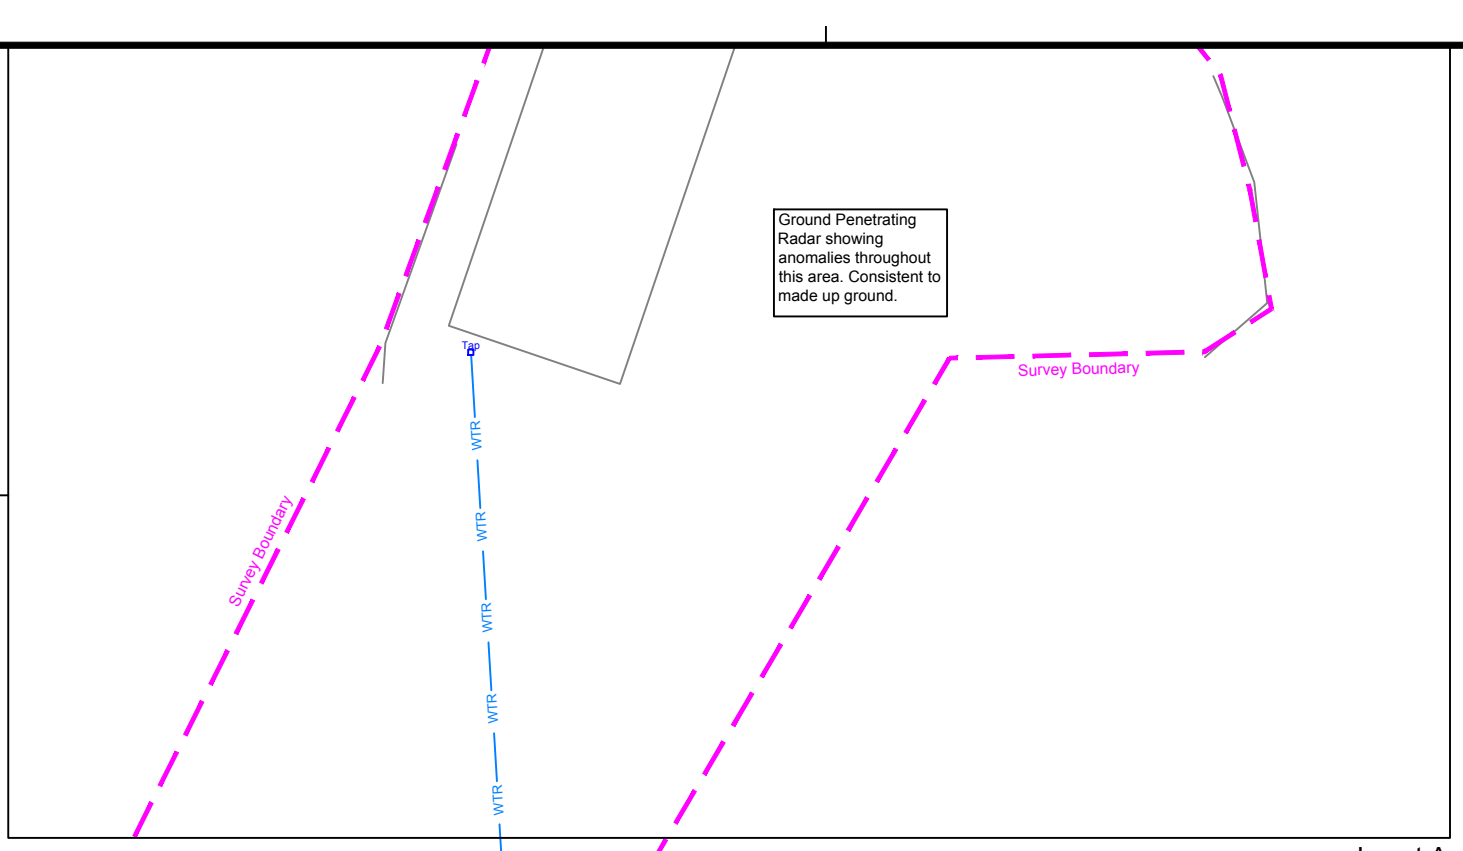 Ground Penetrating
Radar showing
anomalies throughout
this area. Consistent to
made up ground.
Tap
Survey Boundary
WTR
WTR
Survey Boundary
WTR
WTR
WTR